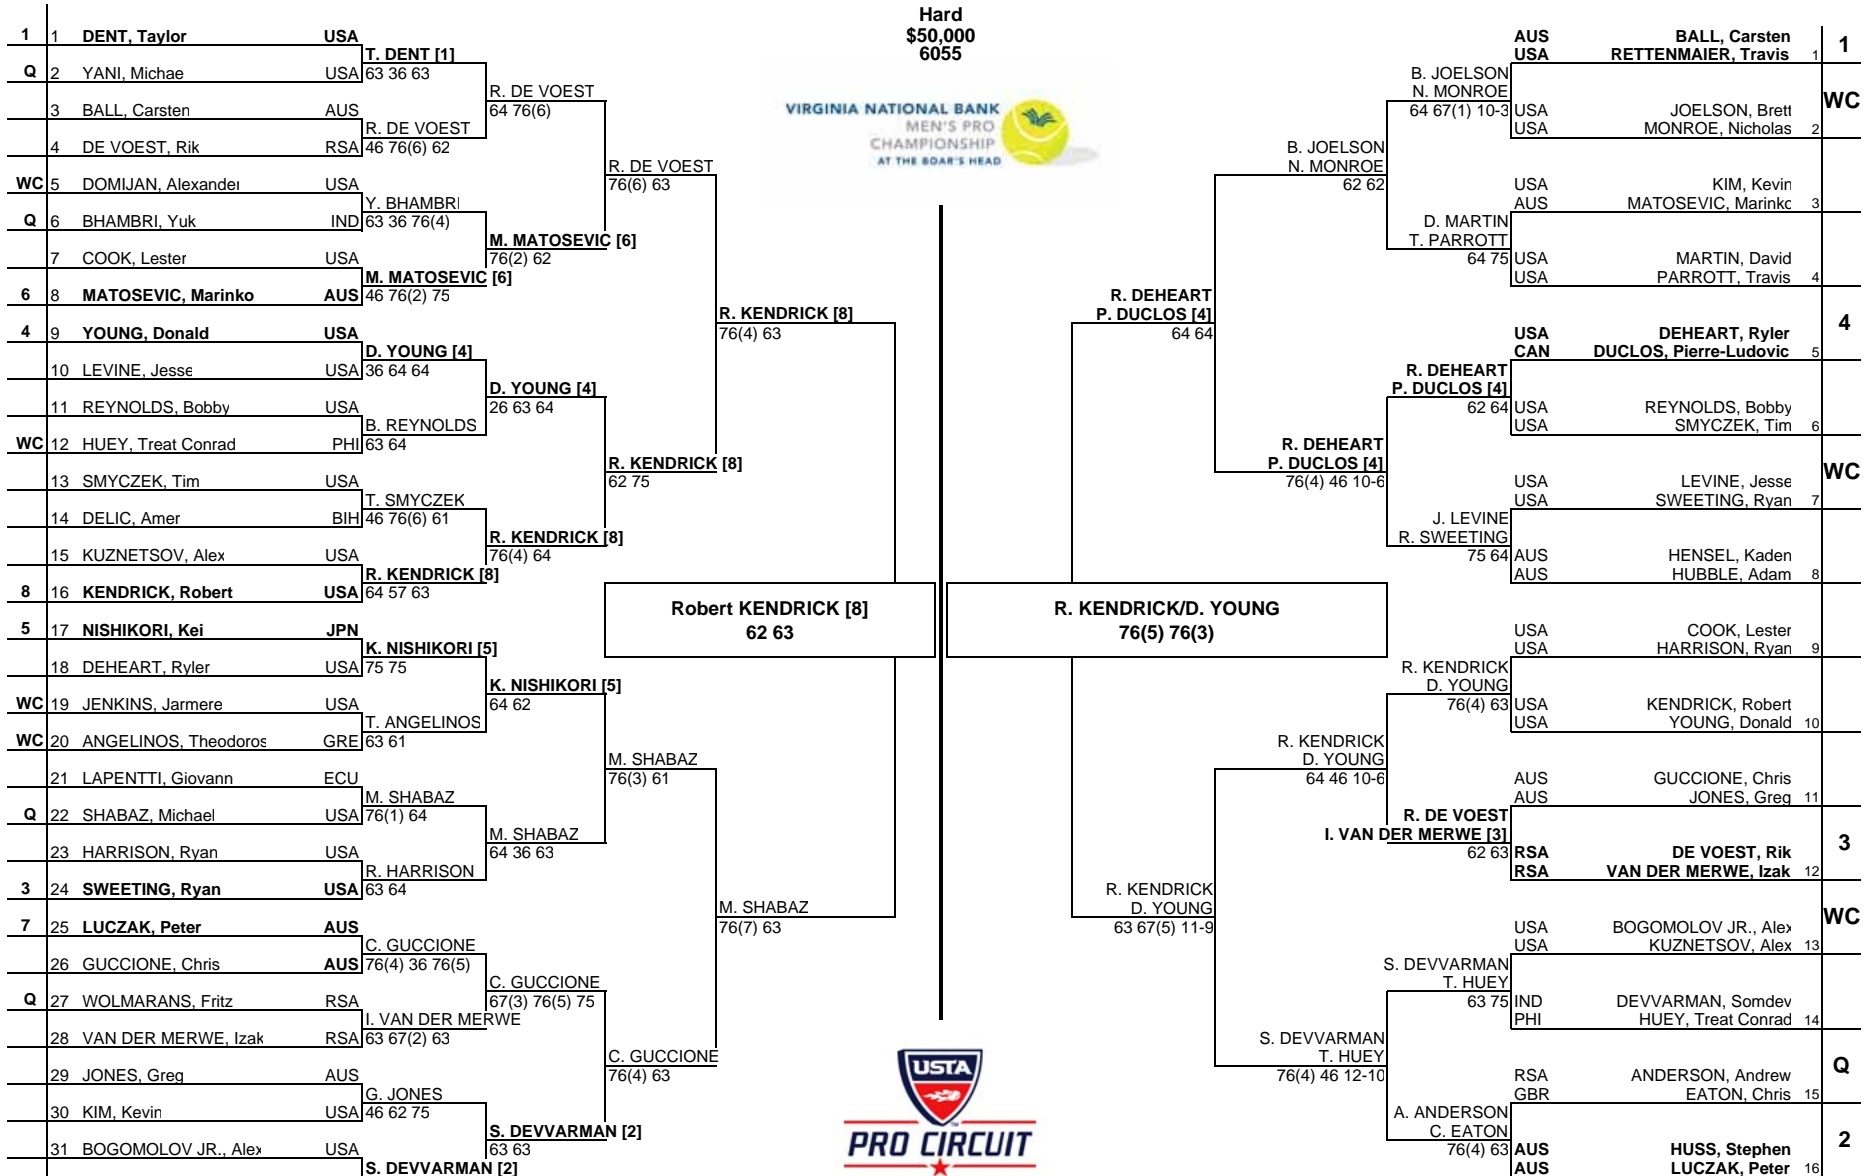 Hard
$50,000
6055
VIRGINIA NATIONAL BANK
MEN'S PRO
CHAMPIONSHIP
AT THE BOAR'S HEAD
1 1 DENT, Taylor USA
T. DENT [1]
Q 2 YANI, Michae USA 63 36 63
R. DE VOEST
3 BALL, Carsten AUS 64 76(6)
R. DE VOEST
4 DE VOEST, Rik RSA 46 76(6) 62
R. DE VOEST
WC 5 DOMIJAN, Alexander USA 76(6) 63
Y. BHAMBRI
Q 6 BHAMBRI, Yuk IND 63 36 76(4)
M. MATOSEVIC [6]
7 COOK, Lester USA 76(2) 62
M. MATOSEVIC [6]
6 8 MATOSEVIC, Marinko AUS 46 76(2) 75
R. KENDRICK [8]
4 9 YOUNG, Donald USA 76(4) 63
D. YOUNG [4]
10 LEVINE, Jesse USA 36 64 64
D. YOUNG [4]
11 REYNOLDS, Bobby USA 26 63 64
B. REYNOLDS
WC 12 HUEY, Treat Conrad PHI 63 64
R. KENDRICK [8]
13 SMYCZEK, Tim USA 62 75
T. SMYCZEK
14 DELIC, Amer BIH 46 76(6) 61
R. KENDRICK [8]
15 KUZNETSOV, Alex USA 76(4) 64
R. KENDRICK [8]
8 16 KENDRICK, Robert USA 64 57 63
Robert KENDRICK [8]
62 63
5 17 NISHIKORI, Kei JPN
K. NISHIKORI [5]
18 DEHEART, Ryler USA 75 75
K. NISHIKORI [5]
WC 19 JENKINS, Jarmere USA 64 62
T. ANGELINOS
WC 20 ANGELINOS, Theodoros GRE 63 61
M. SHABAZ
21 LAPENTTI, Giovann ECU 76(3) 61
M. SHABAZ
Q 22 SHABAZ, Michael USA 76(1) 64
M. SHABAZ
23 HARRISON, Ryan USA 64 36 63
R. HARRISON
3 24 SWEETING, Ryan USA 63 64
M. SHABAZ
7 25 LUCZAK, Peter AUS 76(7) 63
C. GUCCIONE
26 GUCCIONE, Chris AUS 76(4) 36 76(5)
C. GUCCIONE
Q 27 WOLMARANS, Fritz RSA 67(3) 76(5) 75
I. VAN DER MERWE
28 VAN DER MERWE, Izak RSA 63 67(2) 63
C. GUCCIONE
29 JONES, Greg AUS 76(4) 63
G. JONES
30 KIM, Kevin USA 46 62 75
S. DEVVARMAN [2]
31 BOGOMOLOV JR., Alex USA 63 63
S. DEVVARMAN [2]
AUS BALL, Carsten 1
USA RETTENMAIER, Travis 1
B. JOELSON
N. MONROE WC
64 67(1) 10-3 USA JOELSON, Brett
USA MONROE, Nicholas 2
B. JOELSON
N. MONROE
62 62 USA KIM, Kevin
AUS MATOSEVIC, Marinko 3
D. MARTIN
T. PARROTT
64 75 USA MARTIN, David
USA PARROTT, Travis 4
R. DEHEART
P. DUCLOS [4] 4
64 64 USA DEHEART, Ryler
CAN DUCLOS, Pierre-Ludovic 5
R. DEHEART
P. DUCLOS [4]
62 64 USA REYNOLDS, Bobby
USA SMYCZEK, Tim 6
R. DEHEART
P. DUCLOS [4] WC
76(4) 46 10-6 USA LEVINE, Jesse
USA SWEETING, Ryan 7
J. LEVINE
R. SWEETING
75 64 AUS HENSEL, Kaden
AUS HUBBLE, Adam 8
R. KENDRICK/D. YOUNG
76(5) 76(3)
USA COOK, Lester
USA HARRISON, Ryan 9
R. KENDRICK
D. YOUNG
76(4) 63 USA KENDRICK, Robert
USA YOUNG, Donald 10
R. KENDRICK
D. YOUNG
64 46 10-6 AUS GUCCIONE, Chris
AUS JONES, Greg 11
R. DE VOEST
I. VAN DER MERWE [3] 3
62 63 RSA DE VOEST, Rik
RSA VAN DER MERWE, Izak 12
R. KENDRICK
D. YOUNG WC
63 67(5) 11-9 USA BOGOMOLOV JR., Alex
USA KUZNETSOV, Alex 13
S. DEVVARMAN
T. HUEY
63 75 IND DEVVARMAN, Somdev
PHI HUEY, Treat Conrad 14
S. DEVVARMAN
T. HUEY Q
76(4) 46 12-10 RSA ANDERSON, Andrew
GBR EATON, Chris 15
A. ANDERSON
C. EATON 2
76(4) 63 AUS HUSS, Stephen
AUS LUCZAK, Peter 16
USTA
PRO CIRCUIT